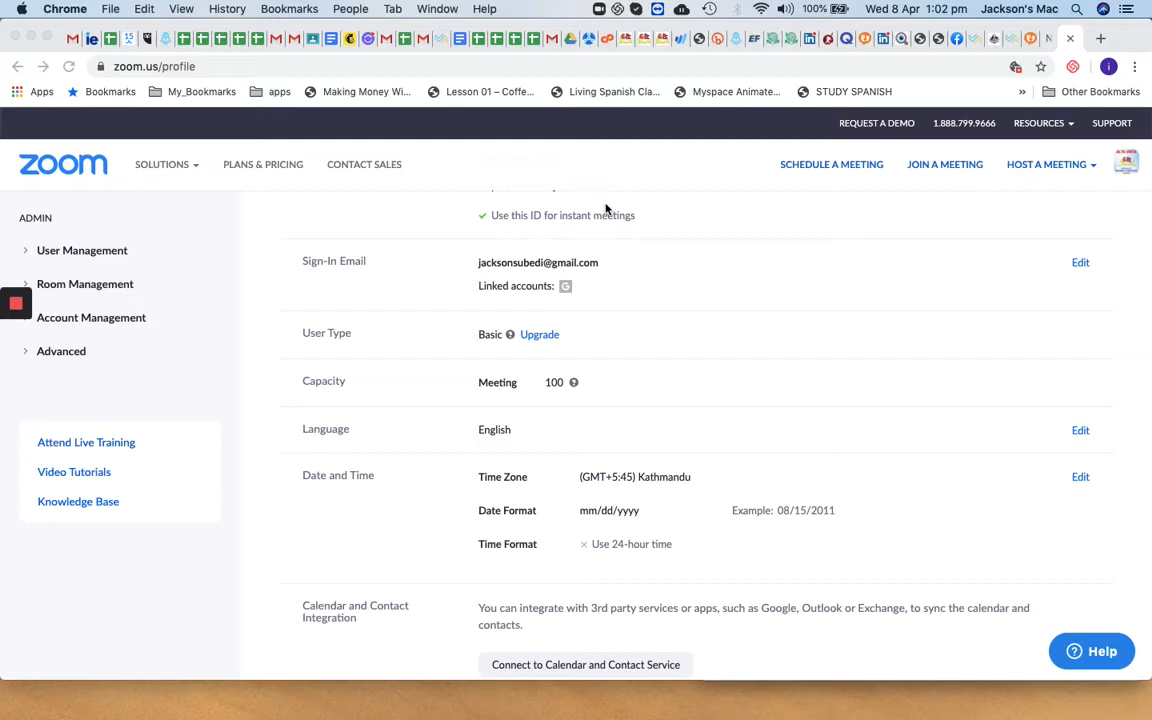 Chrome File Edit View History Bookmarks People Tab Window Help 100% Wed 8 Apr 1:02 pm Jackson's Mac
zoom.us/profile
Apps Bookmarks My_Bookmarks apps Making Money Wi... Lesson 01 – Coffe... Living Spanish Cla... Myspace Animate... STUDY SPANISH » Other Bookmarks
REQUEST A DEMO 1.888.799.9666 RESOURCES SUPPORT
zoom SOLUTIONS PLANS & PRICING CONTACT SALES SCHEDULE A MEETING JOIN A MEETING HOST A MEETING
ADMIN
User Management
Room Management
Account Management
Advanced
Attend Live Training
Video Tutorials
Knowledge Base
Use this ID for instant meetings
Sign-In Email jacksonsubedi@gmail.com Edit
Linked accounts: G
User Type Basic Upgrade
Capacity Meeting 100
Language English Edit
Date and Time Time Zone (GMT+5:45) Kathmandu Edit
Date Format mm/dd/yyyy Example: 08/15/2011
Time Format Use 24-hour time
Calendar and Contact
Integration
You can integrate with 3rd party services or apps, such as Google, Outlook or Exchange, to sync the calendar and
contacts.
Connect to Calendar and Contact Service
Help